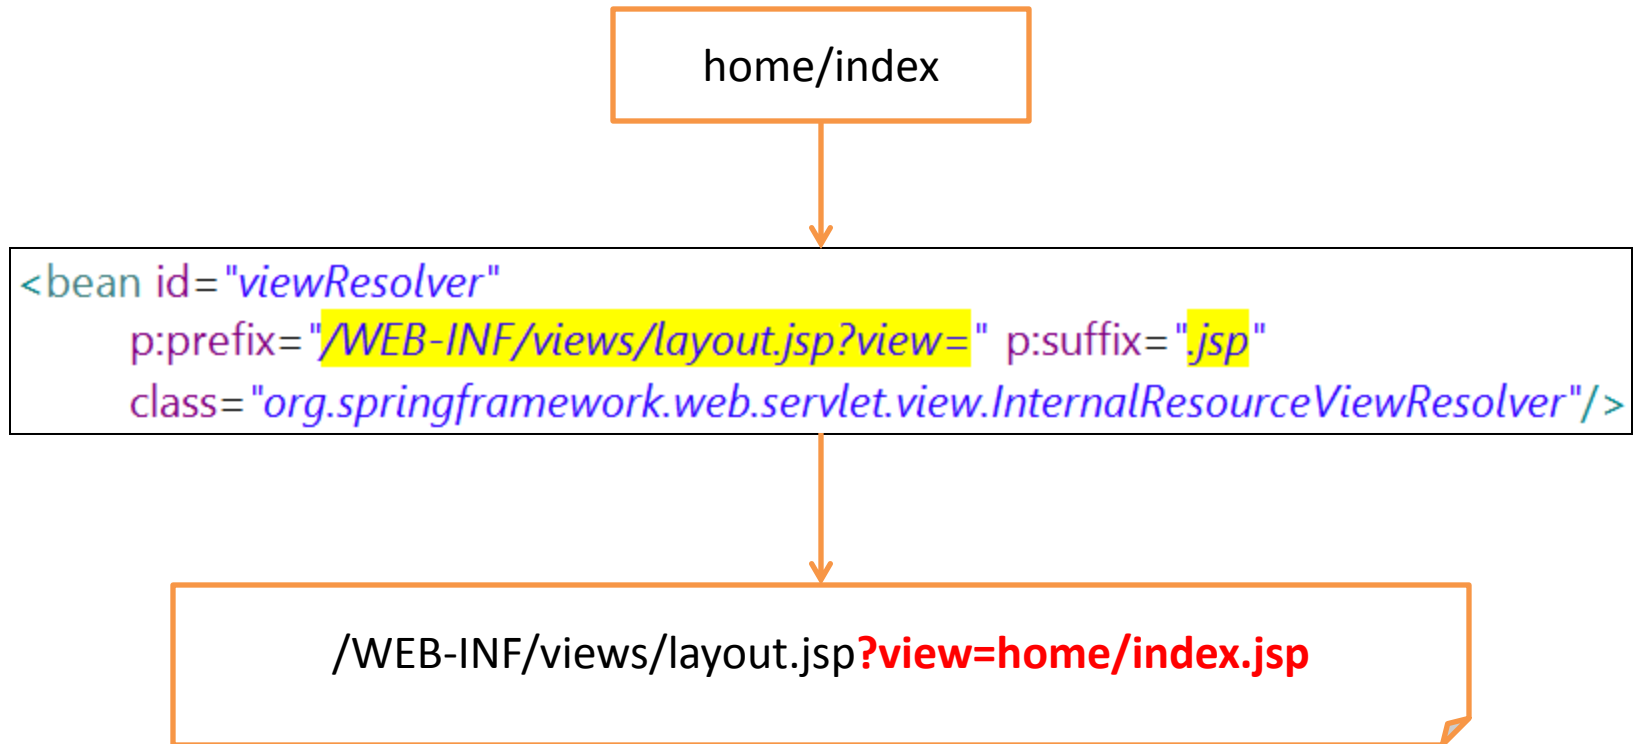 home/index
<bean id="viewResolver"
p:prefix="/WEB-INF/views/layout.jsp?view=" p:suffix=".jsp"
class="org.springframework.web.servlet.view.InternalResourceViewResolver"/>
/WEB-INF/views/layout.jsp?view=home/index.jsp